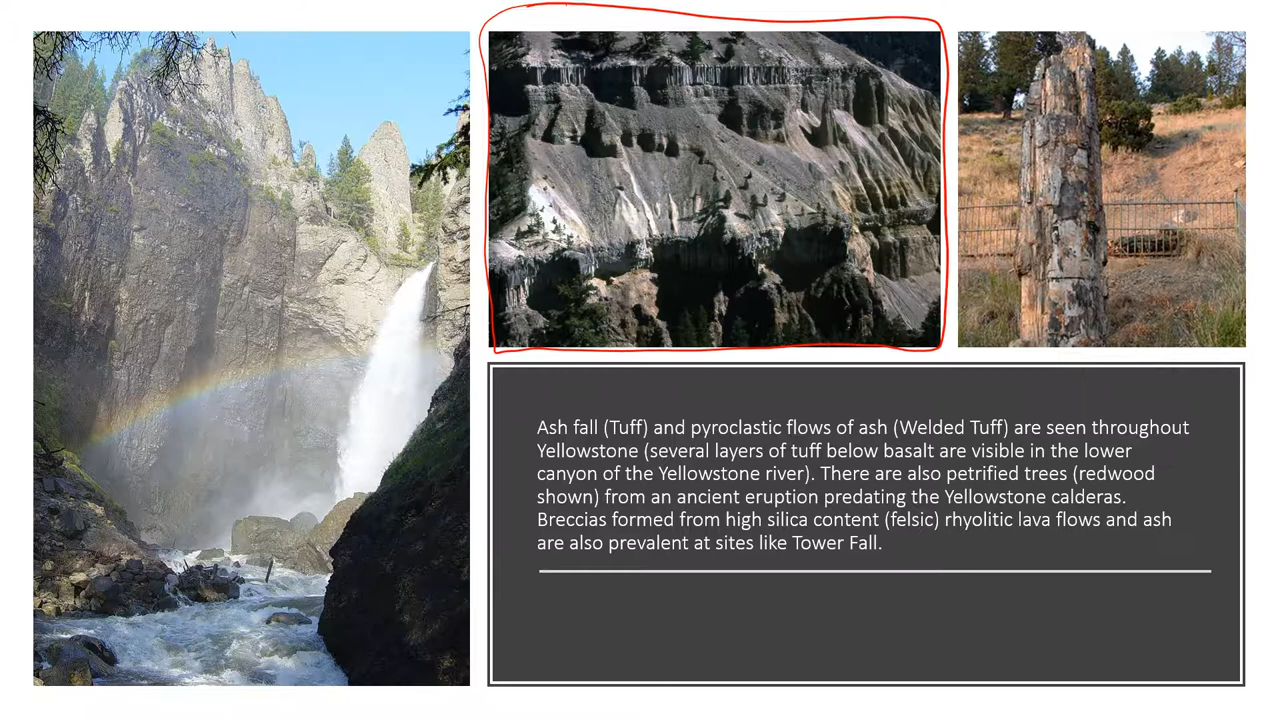 Ash fall (Tuff) and pyroclastic flows of ash (Welded Tuff) are seen throughout
Yellowstone (several layers of tuff below basalt are visible in the lower
canyon of the Yellowstone river). There are also petrified trees (redwood
shown) from an ancient eruption predating the Yellowstone calderas.
Breccias formed from high silica content (felsic) rhyolitic lava flows and ash
are also prevalent at sites like Tower Fall.